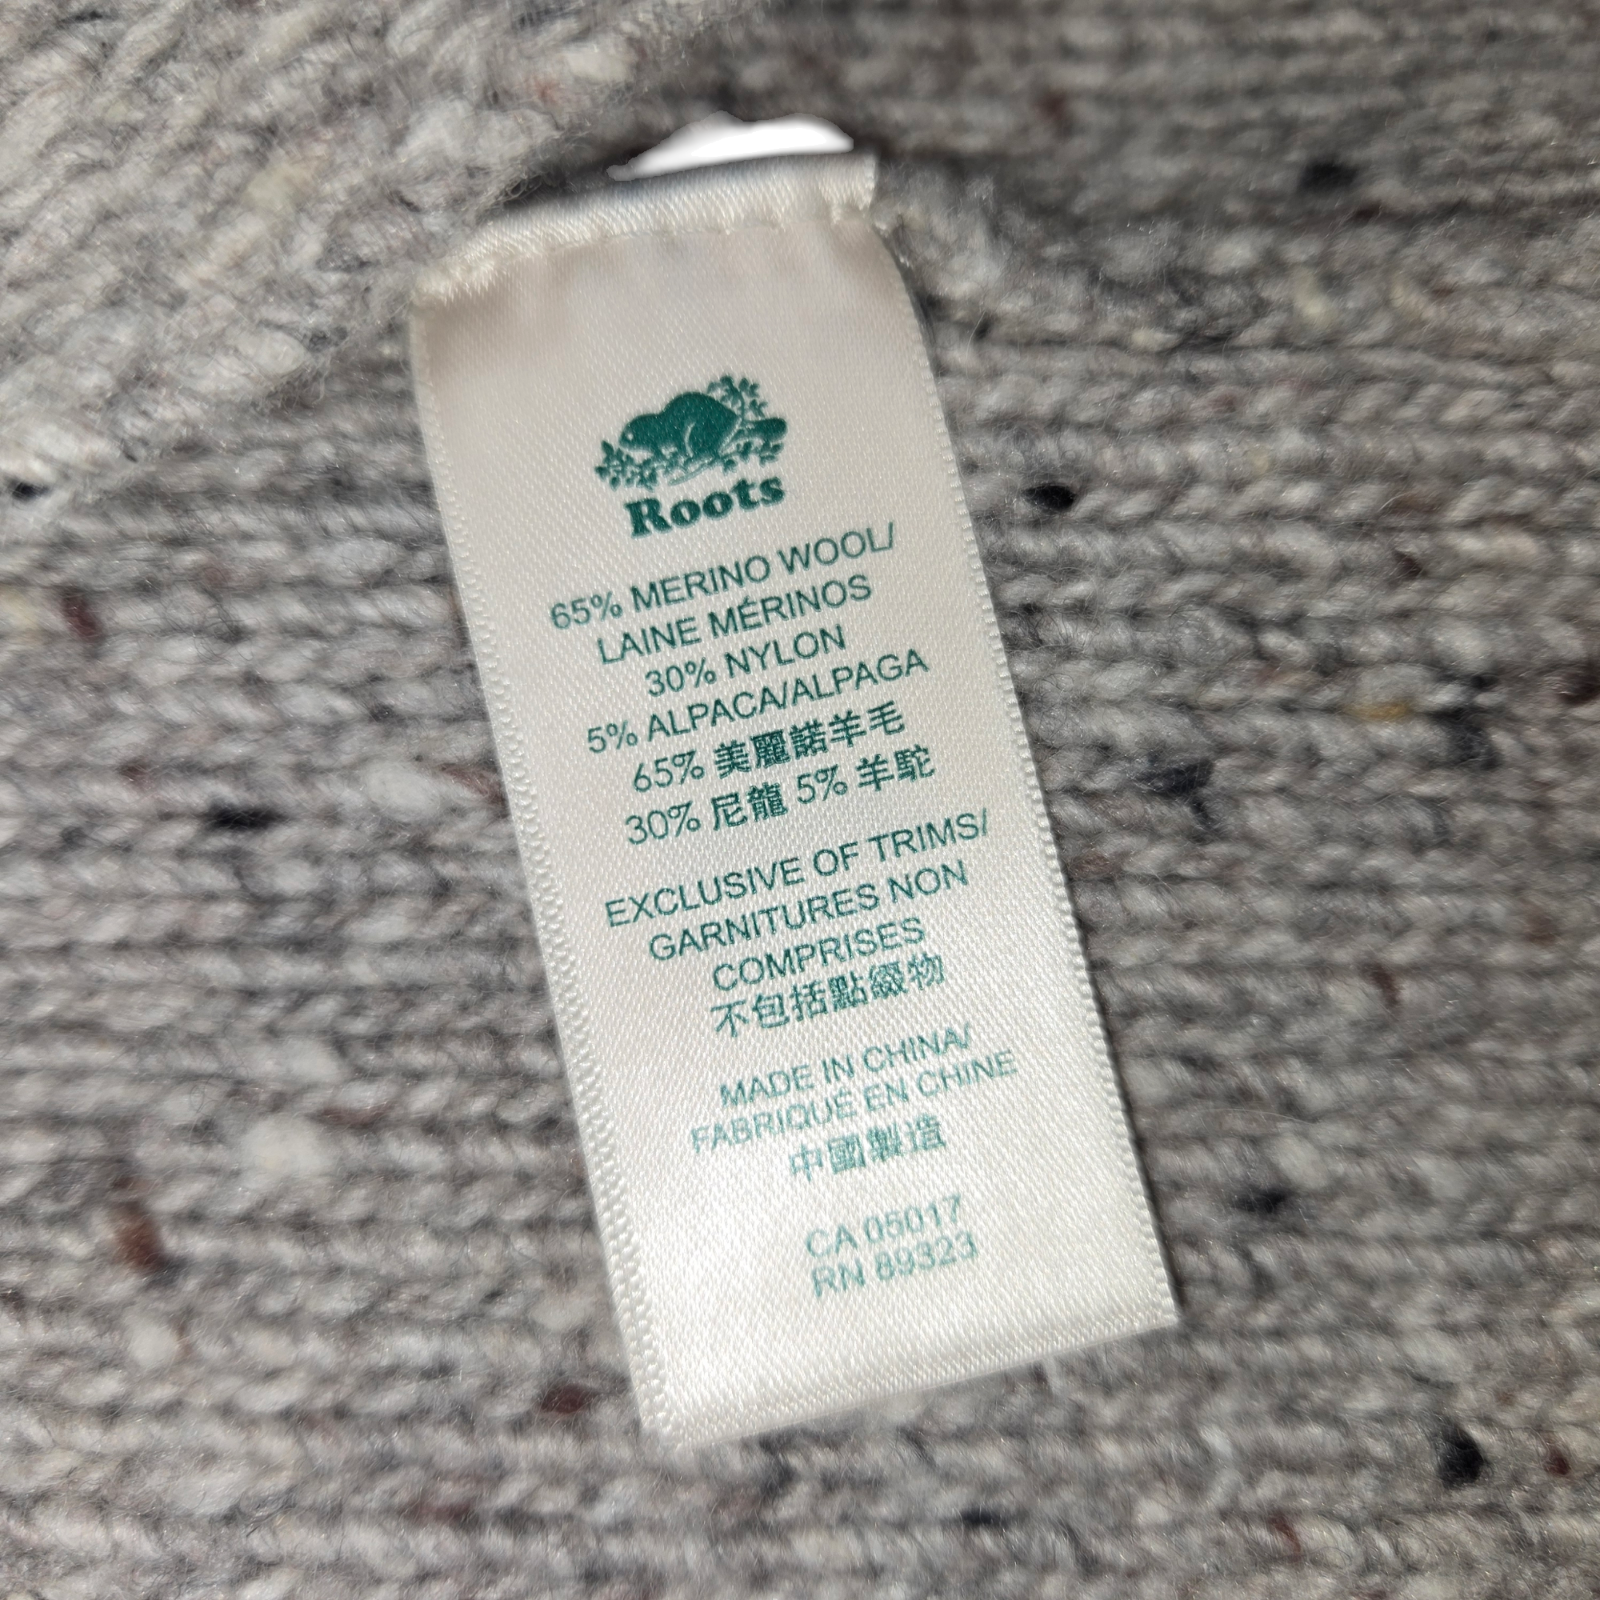 Roots
65% MERINO WOOL/
LAINE MÉRINOS
30% NYLON
5% ALPACA/ALPAGA
65% 美麗諾羊毛
30% 尼龍 5% 羊駝
EXCLUSIVE OF TRIMS/
GARNITURES NON
COMPRISES
不包括點綴物
MADE IN CHINA/
FABRIQUÉ EN CHINE
中國製造
CA 05017
RN 89323